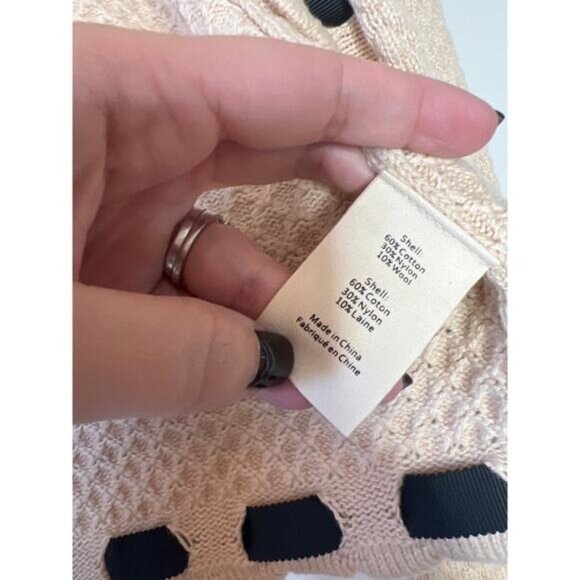 Shell:
60% Cotton
30% Nylon
10% Wool
Shell:
60% Coton
30% Nylon
10% Laine
Made in China
Fabriqué en Chine